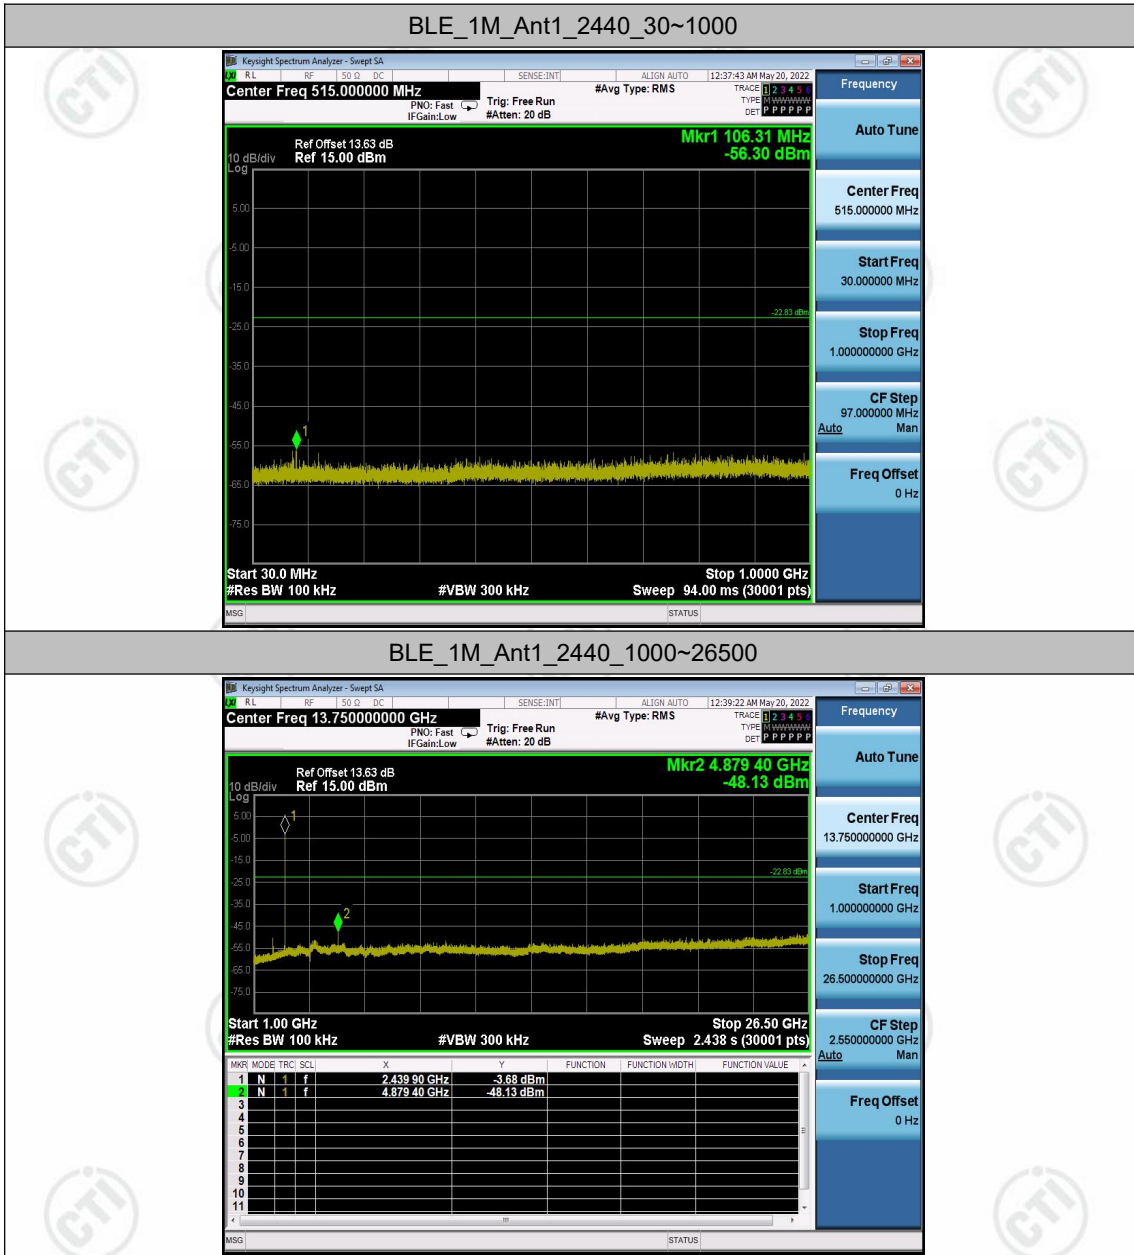 BLE_1M_Ant1_2440_30~1000
Keysight Spectrum Analyzer - Swept SA
LXI RL RF 50 Ω DC SENSE:INT ALIGN AUTO 12:37:43 AM May 20, 2022
Center Freq 515.000000 MHz #Avg Type: RMS TRACE 1 2 3 4 5 6
PNO: Fast Trig: Free Run TYPE M WWWWW
IFGain:Low #Atten: 20 dB DET P P P P P P
Frequency
Auto Tune
Center Freq
515.000000 MHz
Start Freq
30.000000 MHz
Stop Freq
1.000000000 GHz
CF Step
97.000000 MHz
Auto Man
Freq Offset
0 Hz
Mkr1 106.31 MHz
-56.30 dBm
Ref Offset 13.63 dB
10 dB/div Ref 15.00 dBm
Log
5.00
-5.00
-15.0
-22.83 dBm
-25.0
-35.0
-45.0
1
-55.0
-65.0
-75.0
Start 30.0 MHz Stop 1.0000 GHz
#Res BW 100 kHz #VBW 300 kHz Sweep 94.00 ms (30001 pts)
MSG STATUS
BLE_1M_Ant1_2440_1000~26500
Keysight Spectrum Analyzer - Swept SA
LXI RL RF 50 Ω DC SENSE:INT ALIGN AUTO 12:39:22 AM May 20, 2022
Center Freq 13.750000000 GHz #Avg Type: RMS TRACE 1 2 3 4 5 6
PNO: Fast Trig: Free Run TYPE M WWWWW
IFGain:Low #Atten: 20 dB DET P P P P P P
Frequency
Auto Tune
Center Freq
13.750000000 GHz
Start Freq
1.000000000 GHz
Stop Freq
26.500000000 GHz
CF Step
2.550000000 GHz
Auto Man
Freq Offset
0 Hz
Mkr2 4.879 40 GHz
-48.13 dBm
Ref Offset 13.63 dB
10 dB/div Ref 15.00 dBm
Log
5.00
1
-5.00
-15.0
-22.83 dBm
-25.0
-35.0
2
-45.0
-55.0
-65.0
-75.0
Start 1.00 GHz Stop 26.50 GHz
#Res BW 100 kHz #VBW 300 kHz Sweep 2.438 s (30001 pts)
MKR MODE TRC SCL X Y FUNCTION FUNCTION WIDTH FUNCTION VALUE
1 N 1 f 2.439 90 GHz -3.68 dBm
2 N 1 f 4.879 40 GHz -48.13 dBm
3
4
5
6
7
8
9
10
11
MSG STATUS
CTI
CTI
CTI
CTI
CTI
CTI
CTI
CTI